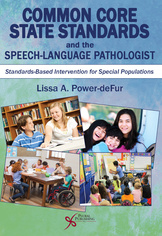 COMMON CORE
STATE STANDARDS
and the
SPEECH-LANGUAGE PATHOLOGIST
Standards-Based Intervention for Special Populations
Lissa A. Power-deFur